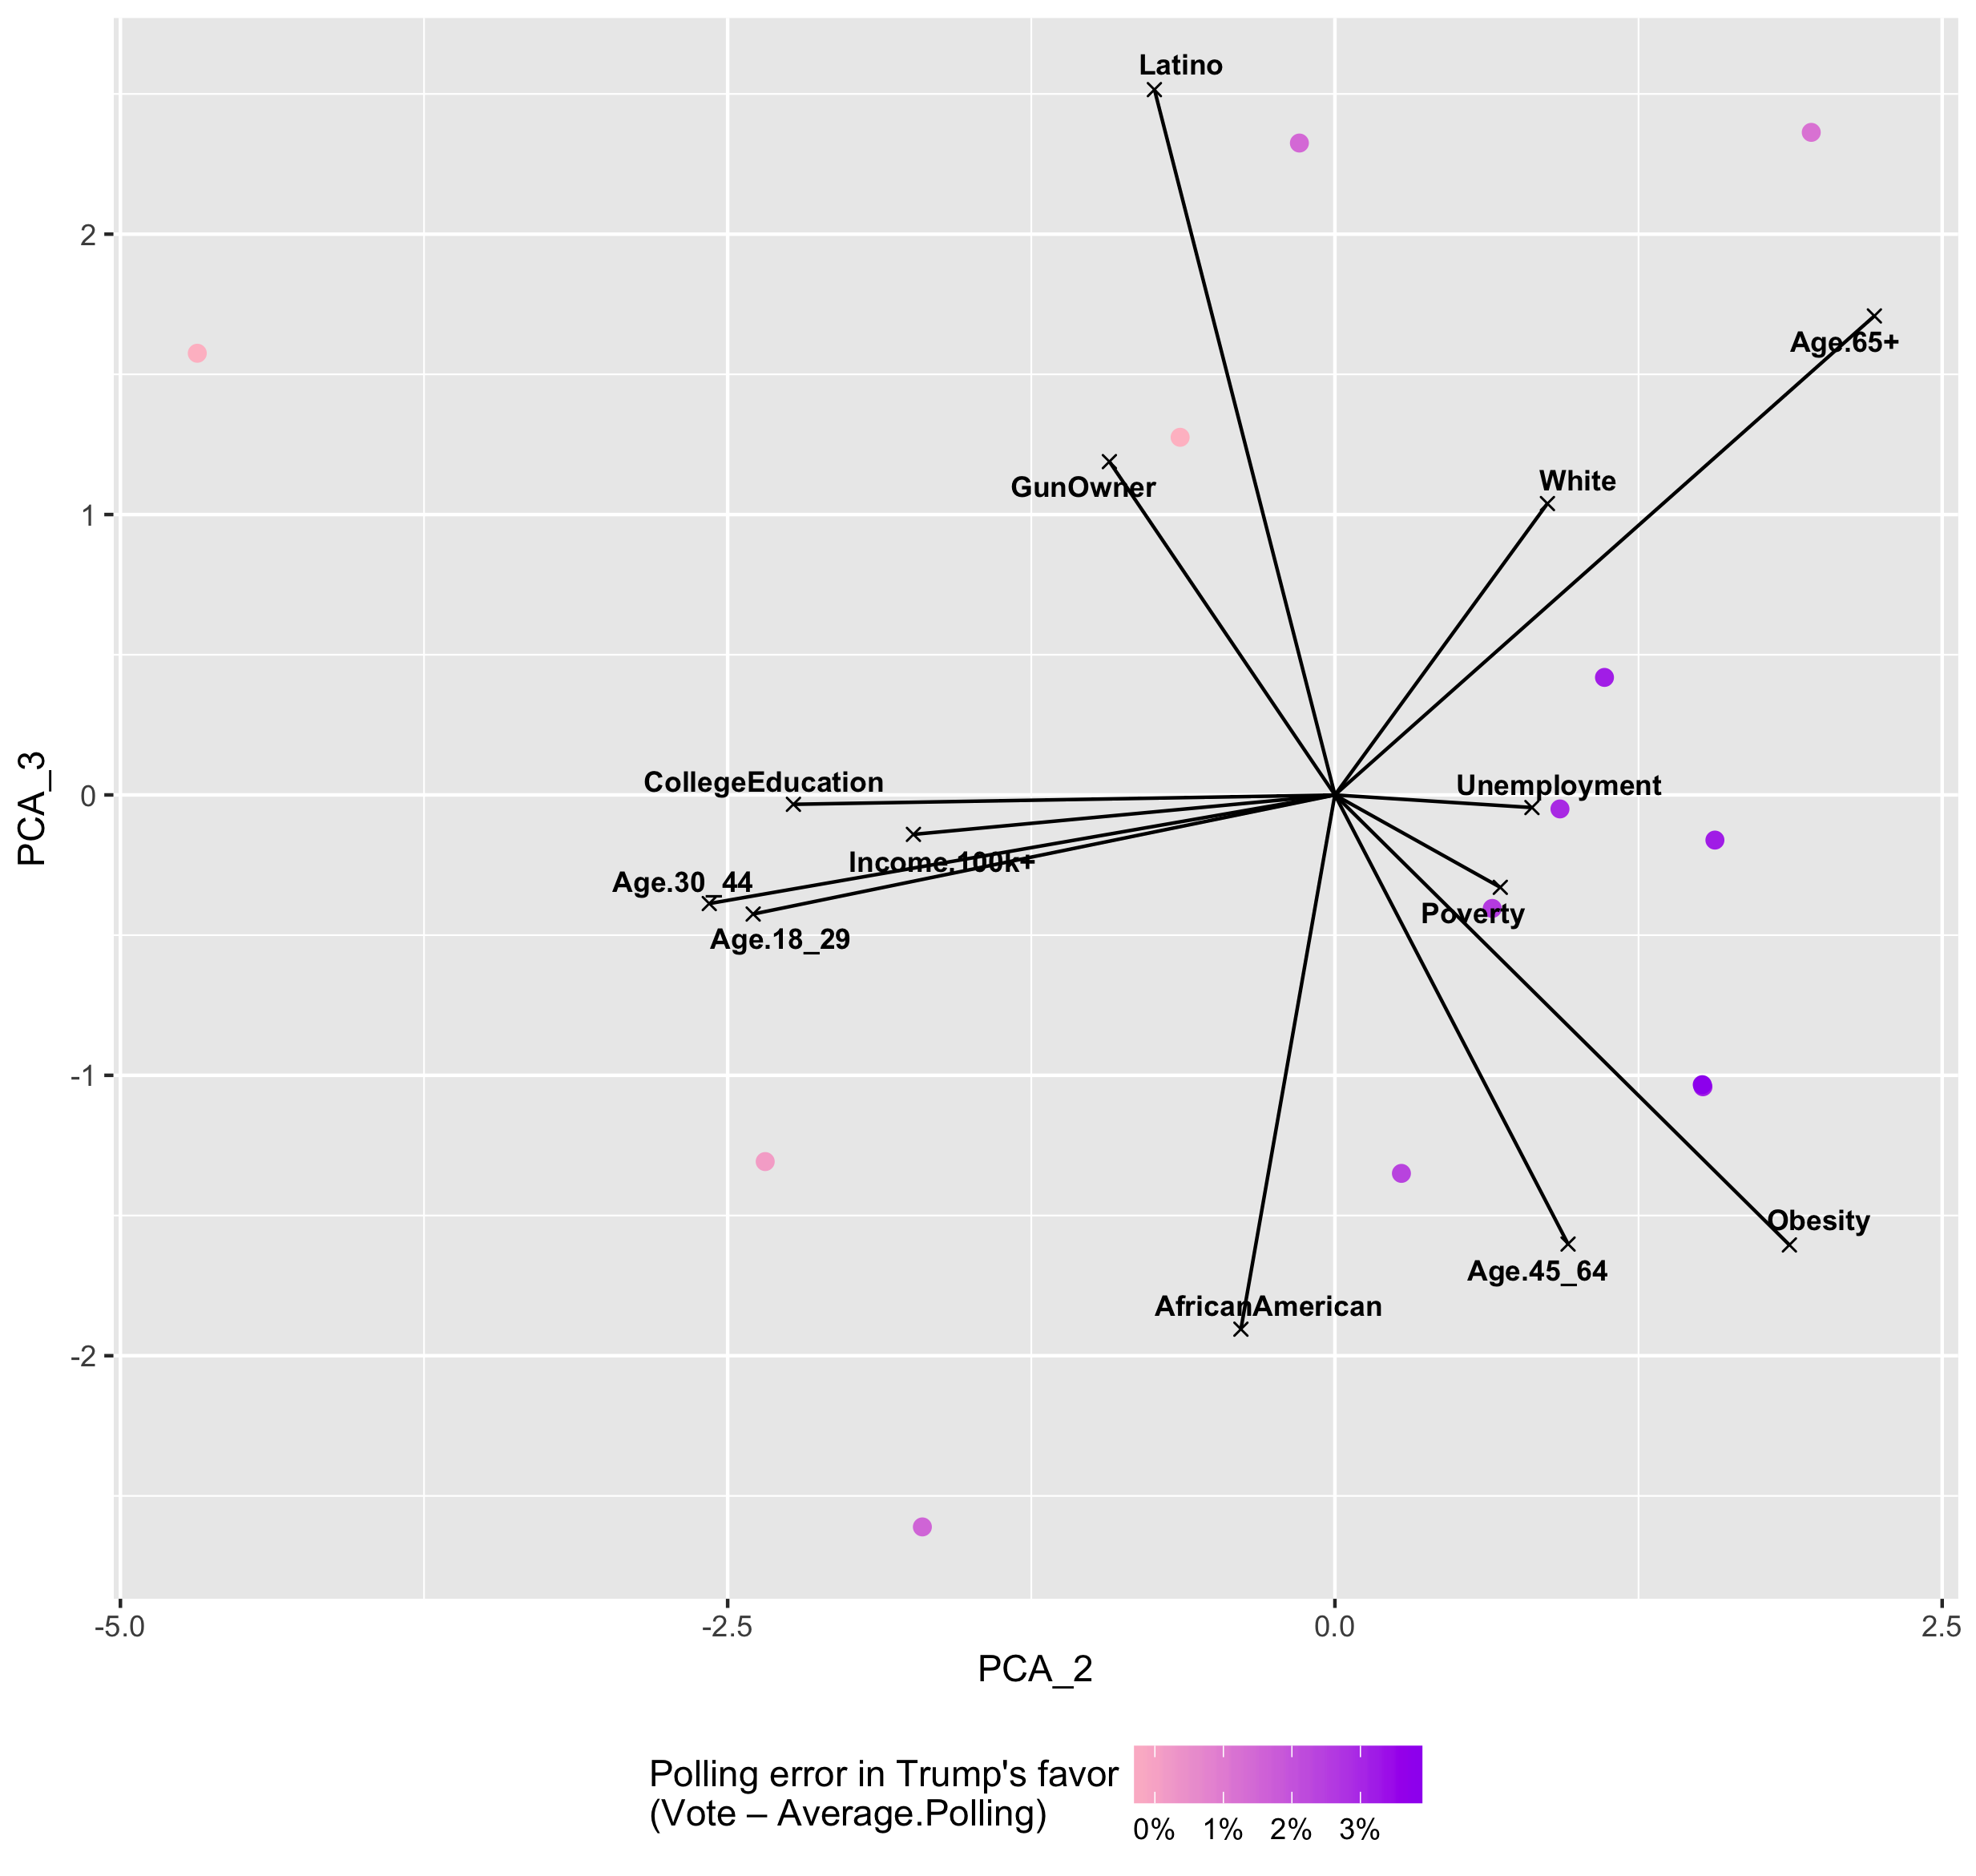 Latino
Age.65+
White
GunOwner
CollegeEducation
Unemployment
Income.100k+
Age.30_44
Poverty
Age.18_29
Obesity
Age.45_64
AfricanAmerican
2
1
0
-1
-2
PCA_3
-5.0
-2.5
0.0
2.5
PCA_2
Polling error in Trump's favor
(Vote – Average.Polling)
0%
1%
2%
3%